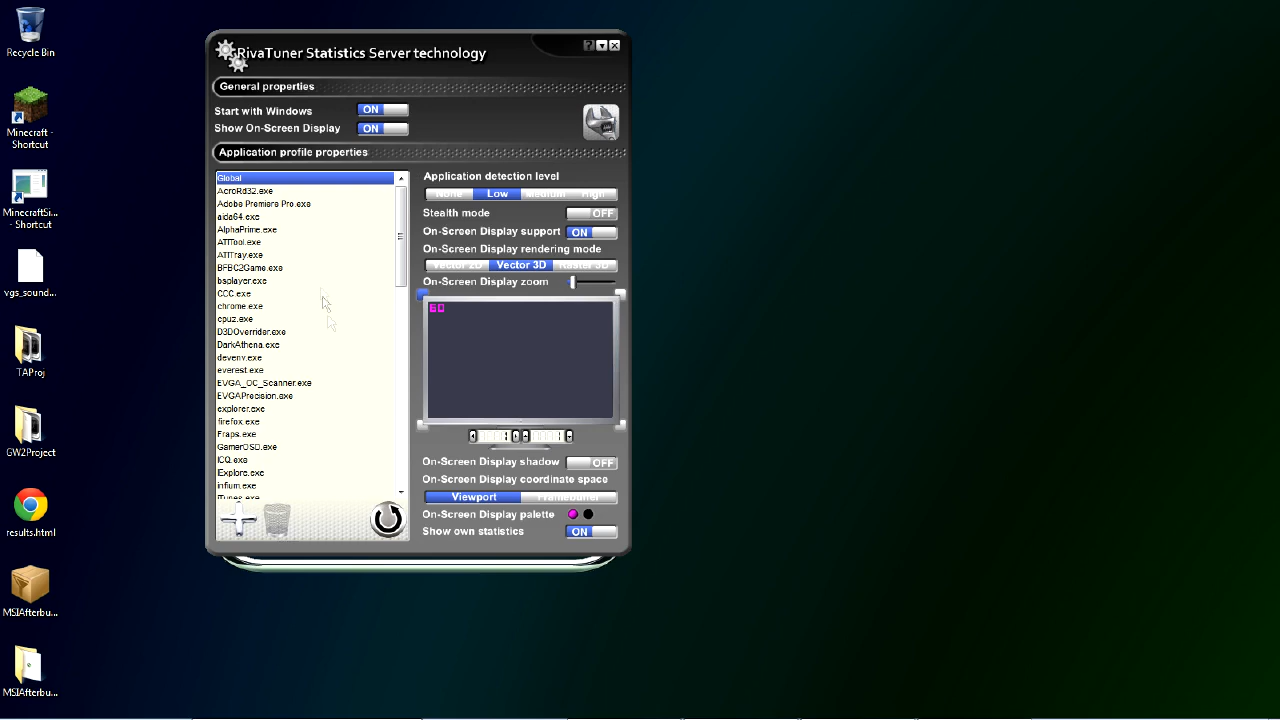 Recycle Bin
Minecraft -
Shortcut
MinecraftSi...
- Shortcut
vgs_sound...
TAProj
GW2Project
results.html
MSIAfterbu...
MSIAfterbu...
RivaTuner Statistics Server technology
General properties
Start with Windows ON
Show On-Screen Display ON
Application profile properties
Global
AcroRd32.exe
Adobe Premiere Pro.exe
aida64.exe
AlphaPrime.exe
ATITool.exe
ATITray.exe
BFBC2Game.exe
bsplayer.exe
CCC.exe
chrome.exe
cpuz.exe
D3DOverrider.exe
DarkAthena.exe
devenv.exe
everest.exe
EVGA_OC_Scanner.exe
EVGAPrecision.exe
explorer.exe
firefox.exe
Fraps.exe
GamerOSD.exe
ICQ.exe
IExplore.exe
infium.exe
iTunes.exe
Application detection level
None Low Medium High
Stealth mode OFF
On-Screen Display support ON
On-Screen Display rendering mode
Vector 2D Vector 3D Raster 3D
On-Screen Display zoom
60
On-Screen Display shadow OFF
On-Screen Display coordinate space
Viewport Framebuffer
On-Screen Display palette
Show own statistics ON